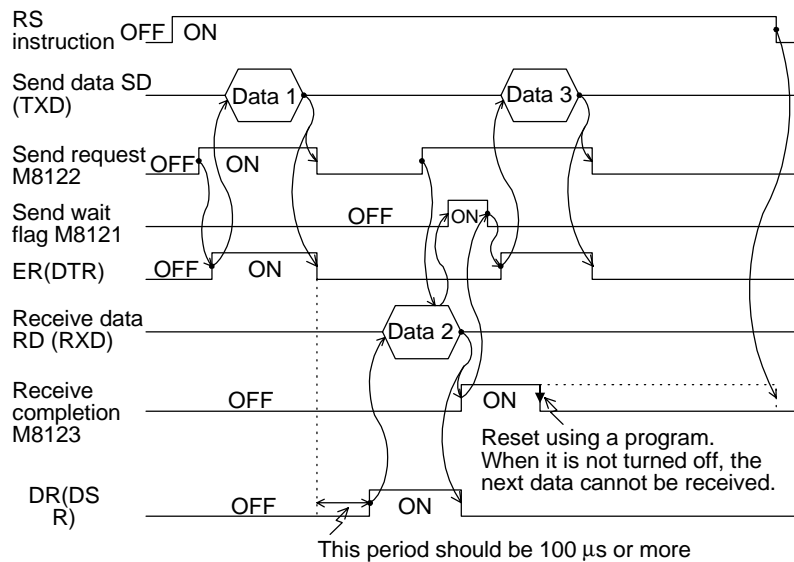 RS
instruction OFF ON
Send data SD
(TXD)
Data 1
Data 3
Send request
M8122
OFF ON
Send wait
flag M8121
OFF ON
ER(DTR)
OFF ON
Receive data
RD (RXD)
Data 2
Receive
completion
M8123
OFF ON
Reset using a program.
When it is not turned off, the
next data cannot be received.
DR(DS
R)
OFF ON
This period should be 100 μs or more